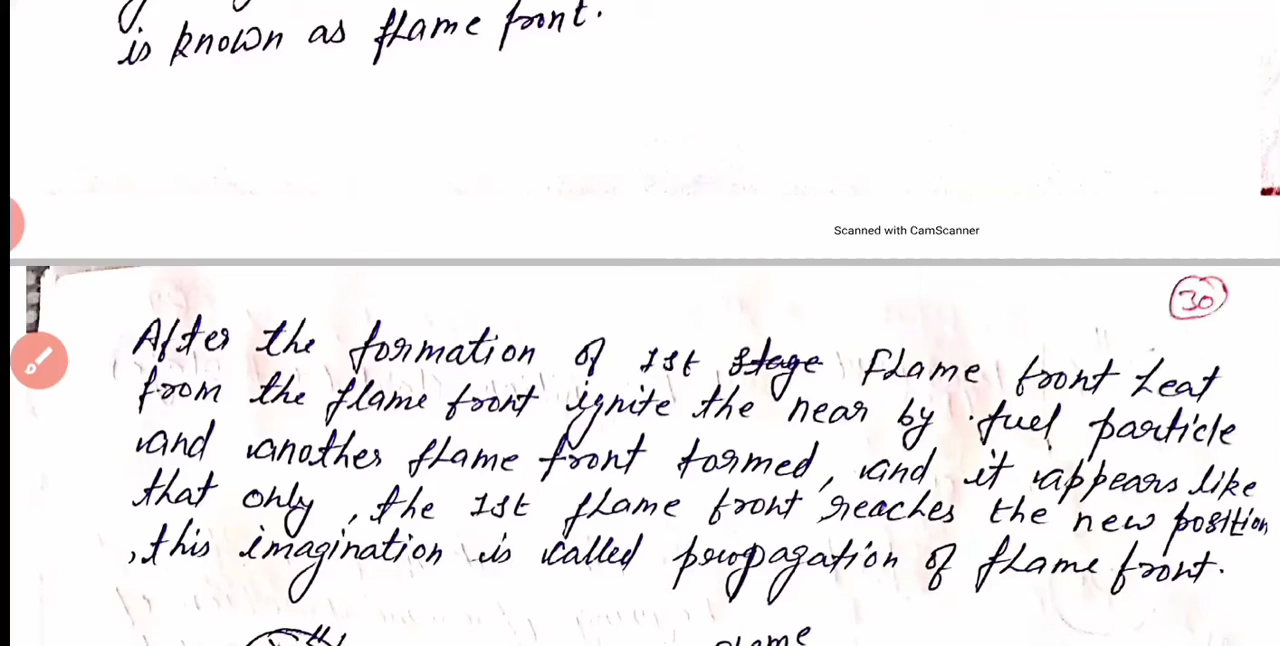 is known as flame front.
Scanned with CamScanner
30
After the formation of 1st stage flame front heat
from the flame front ignite the near by fuel particle
and another flame front formed, and it appears like
that only, the 1st flame front reaches the new position
, this imagination is called propagation of flame front.